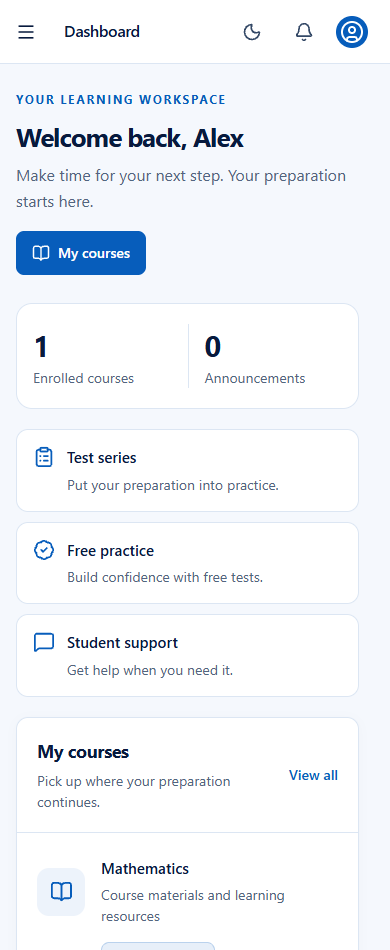 Dashboard
YOUR LEARNING WORKSPACE
Welcome back, Alex
Make time for your next step. Your preparation
starts here.
My courses
1
Enrolled courses
0
Announcements
Test series
Put your preparation into practice.
Free practice
Build confidence with free tests.
Student support
Get help when you need it.
My courses
Pick up where your preparation
continues.
View all
Mathematics
Course materials and learning
resources